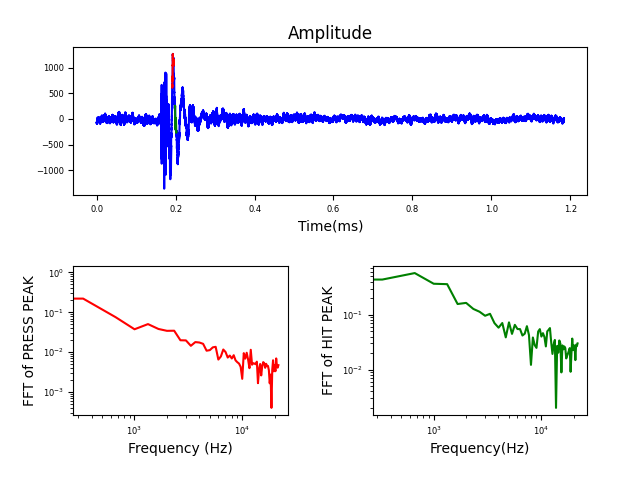 Amplitude
1000
500
0
−500
−1000
0.0 0.2 0.4 0.6 0.8 1.0 1.2
Time(ms)
FFT of PRESS PEAK
10⁰
10⁻¹
10⁻²
10⁻³
10³ 10⁴
Frequency (Hz)
FFT of HIT PEAK
10⁻¹
10⁻²
10³ 10⁴
Frequency(Hz)